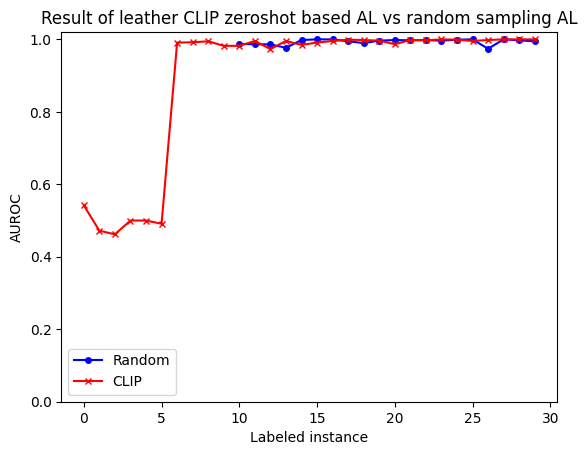 Result of leather CLIP zeroshot based AL vs random sampling AL
1.0
0.8
0.6
0.4
0.2
0.0
AUROC
Random
CLIP
0 5 10 15 20 25 30
Labeled instance